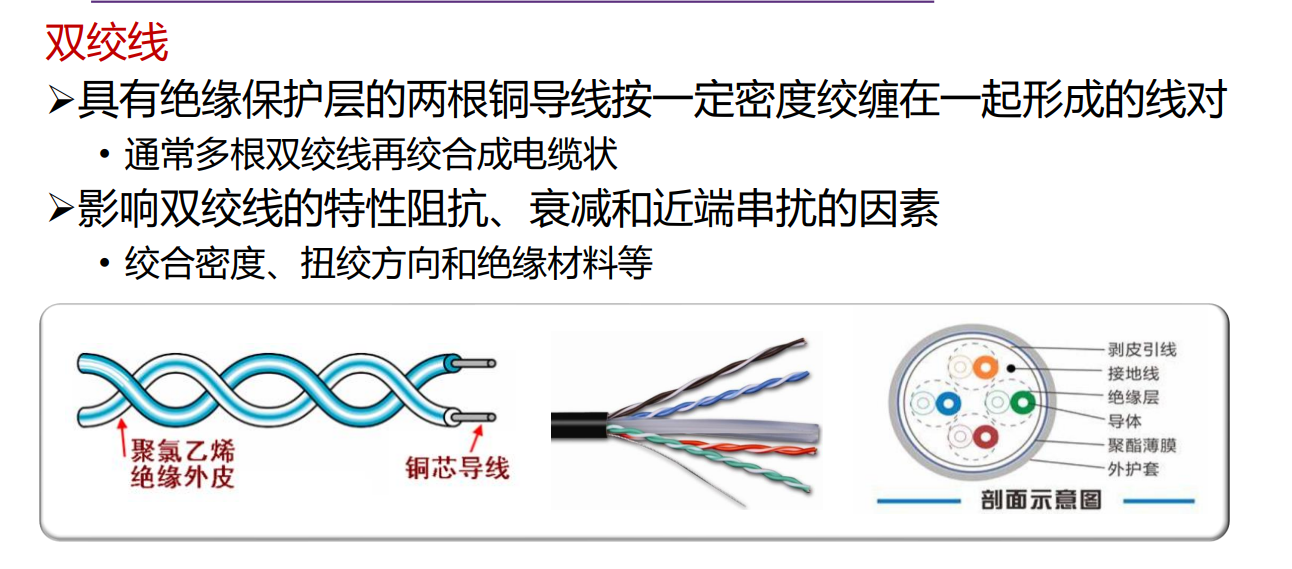 双绞线
➢具有绝缘保护层的两根铜导线按一定密度绞缠在一起形成的线对
• 通常多根双绞线再绞合成电缆状
➢影响双绞线的特性阻抗、衰减和近端串扰的因素
• 绞合密度、扭绞方向和绝缘材料等
聚氯乙烯
绝缘外皮
铜芯导线
剥皮引线
接地线
绝缘层
导体
聚酯薄膜
外护套
剖面示意图